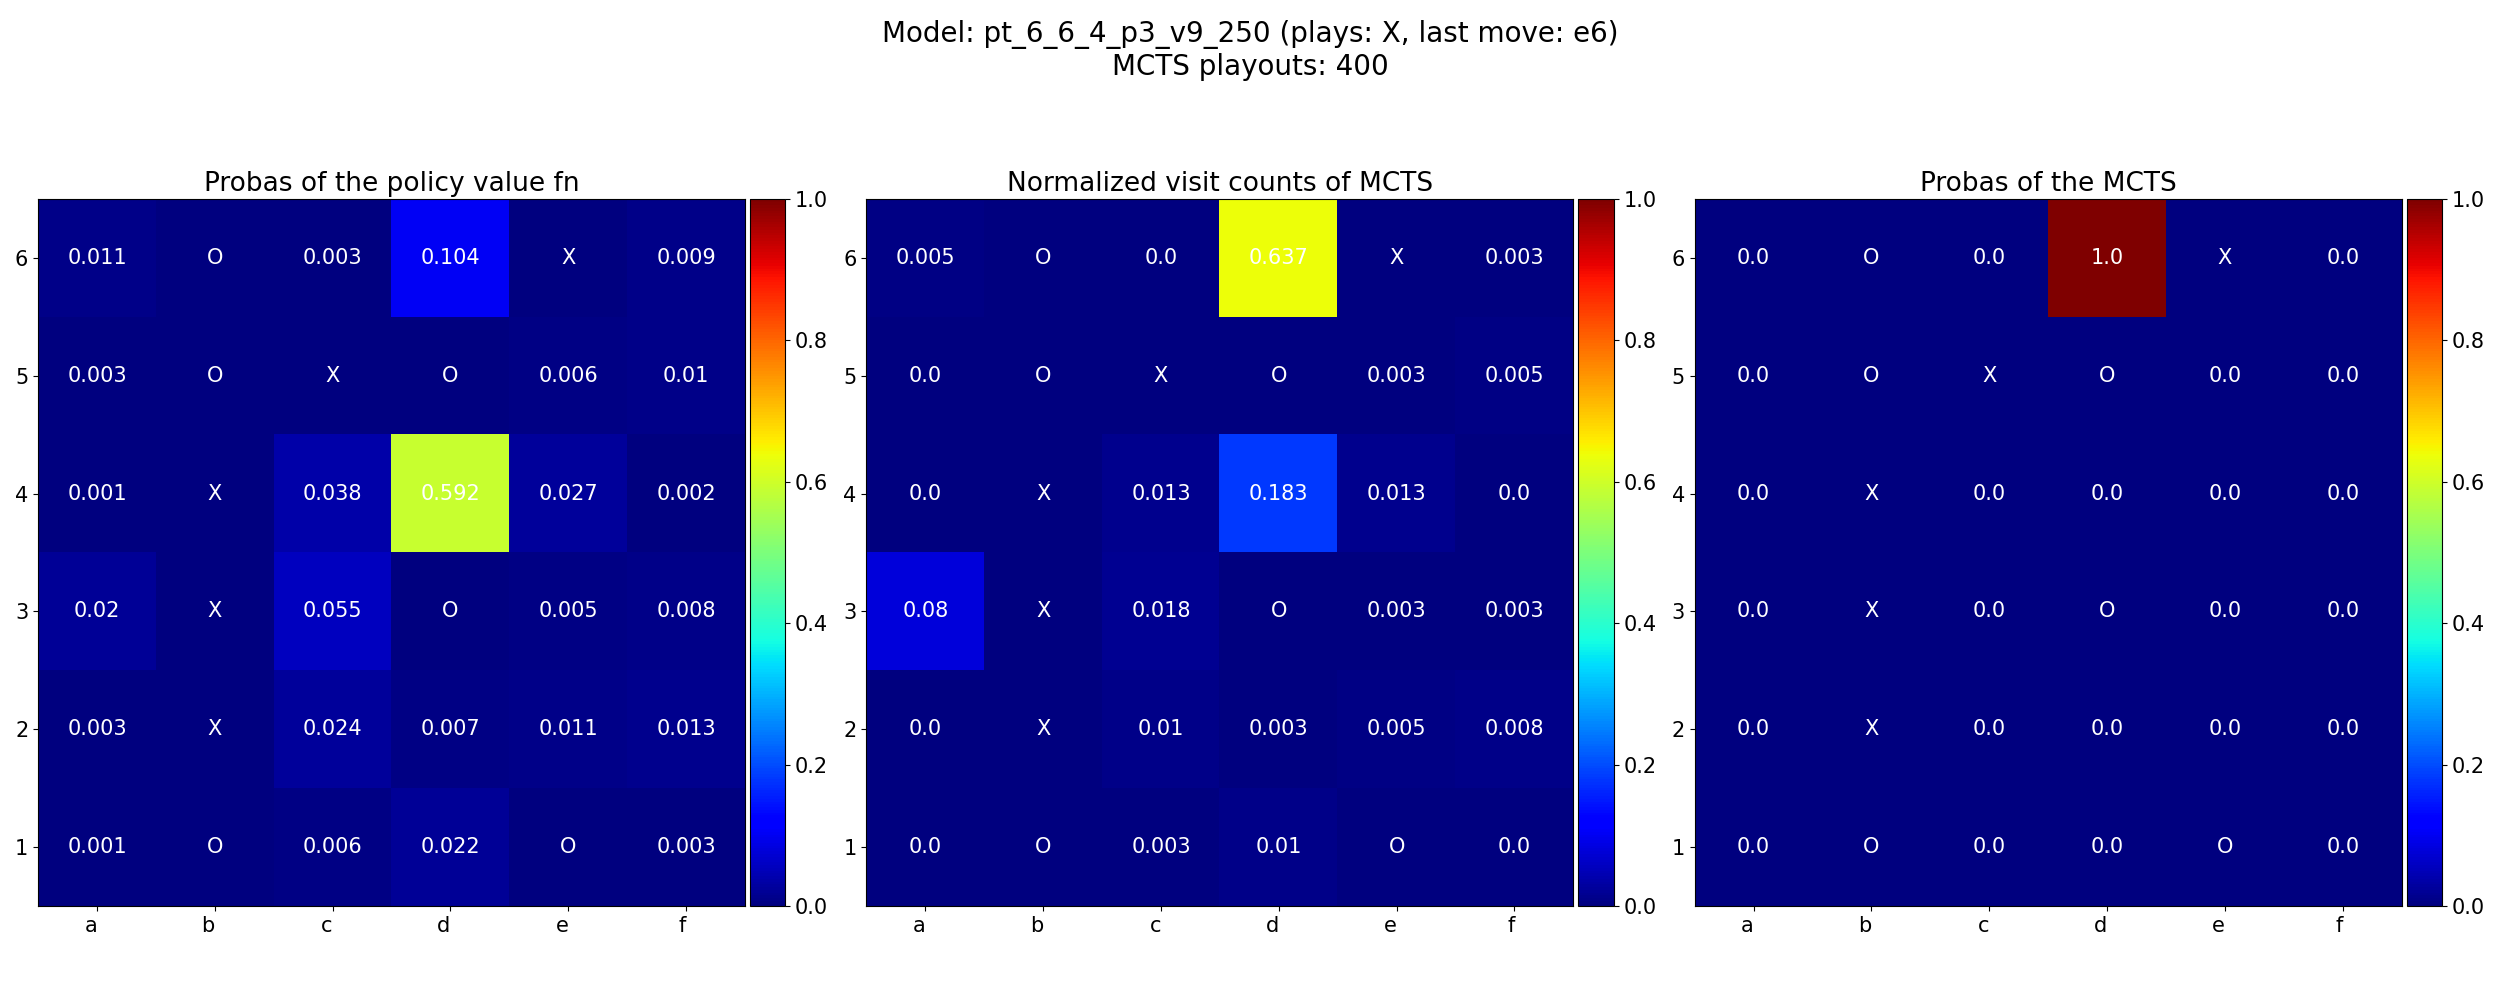 Model: pt_6_6_4_p3_v9_250 (plays: X, last move: e6)
MCTS playouts: 400
Probas of the policy value fn
1.0
6 0.011 O 0.003 0.104 X 0.009
0.8
5 0.003 O X O 0.006 0.01
4 0.001 X 0.038 0.592 0.027 0.002
0.6
3 0.02 X 0.055 O 0.005 0.008
0.4
2 0.003 X 0.024 0.007 0.011 0.013
0.2
1 0.001 O 0.006 0.022 O 0.003
0.0
a b c d e f
Normalized visit counts of MCTS
1.0
6 0.005 O 0.0 0.637 X 0.003
0.8
5 0.0 O X O 0.003 0.005
4 0.0 X 0.013 0.183 0.013 0.0
0.6
3 0.08 X 0.018 O 0.003 0.003
0.4
2 0.0 X 0.01 0.003 0.005 0.008
0.2
1 0.0 O 0.003 0.01 O 0.0
0.0
a b c d e f
Probas of the MCTS
1.0
6 0.0 O 0.0 1.0 X 0.0
0.8
5 0.0 O X O 0.0 0.0
4 0.0 X 0.0 0.0 0.0 0.0
0.6
3 0.0 X 0.0 O 0.0 0.0
0.4
2 0.0 X 0.0 0.0 0.0 0.0
0.2
1 0.0 O 0.0 0.0 O 0.0
0.0
a b c d e f